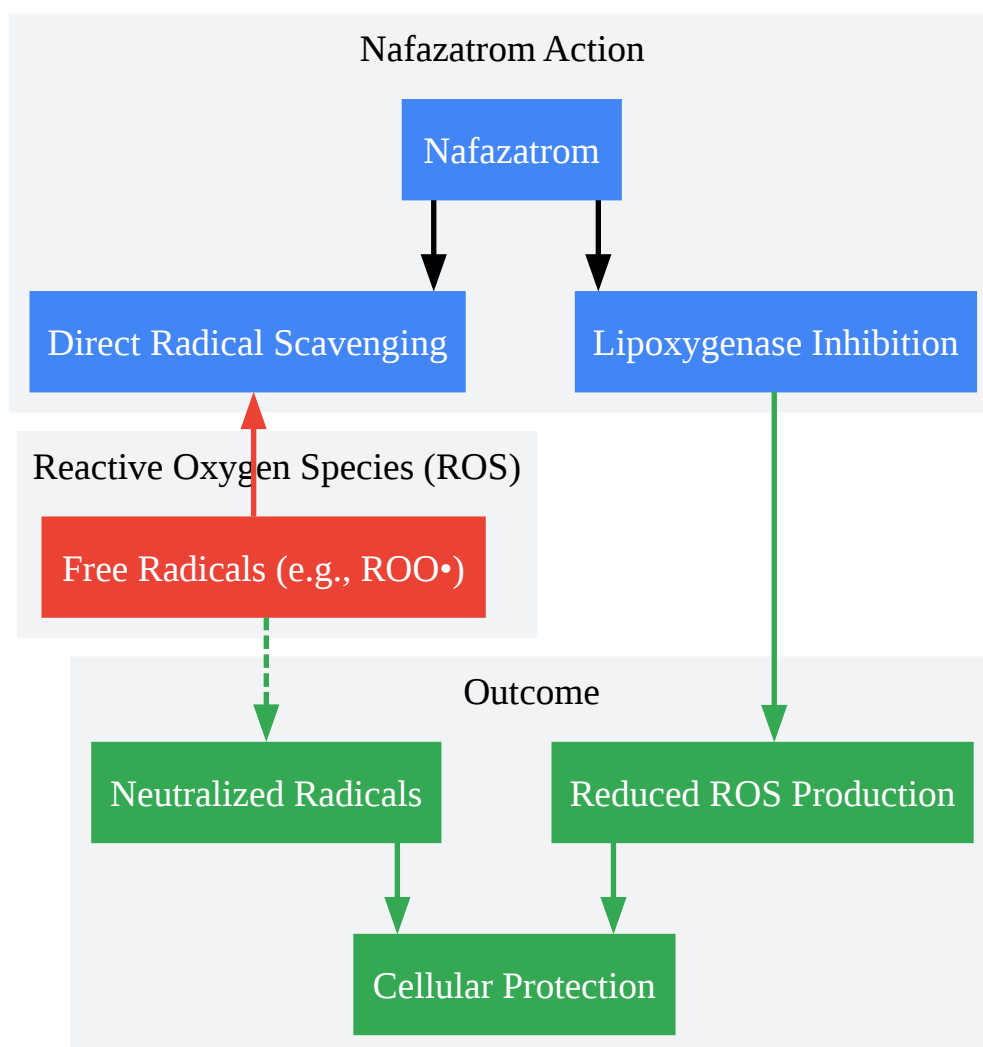 Nafazatrom Action
Nafazatrom
Direct Radical Scavenging
Lipoxygenase Inhibition
Reactive Oxygen Species (ROS)
Free Radicals (e.g., ROO•)
Outcome
Neutralized Radicals
Reduced ROS Production
Cellular Protection